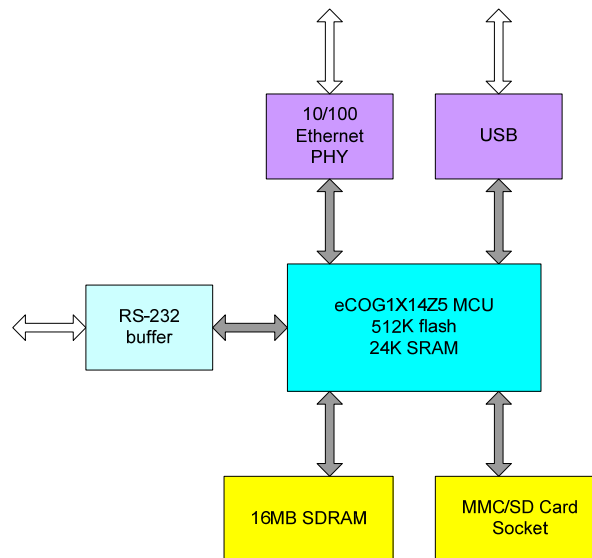 10/100
Ethernet
PHY
USB
RS-232
buffer
eCOG1X14Z5 MCU
512K flash
24K SRAM
16MB SDRAM
MMC/SD Card
Socket